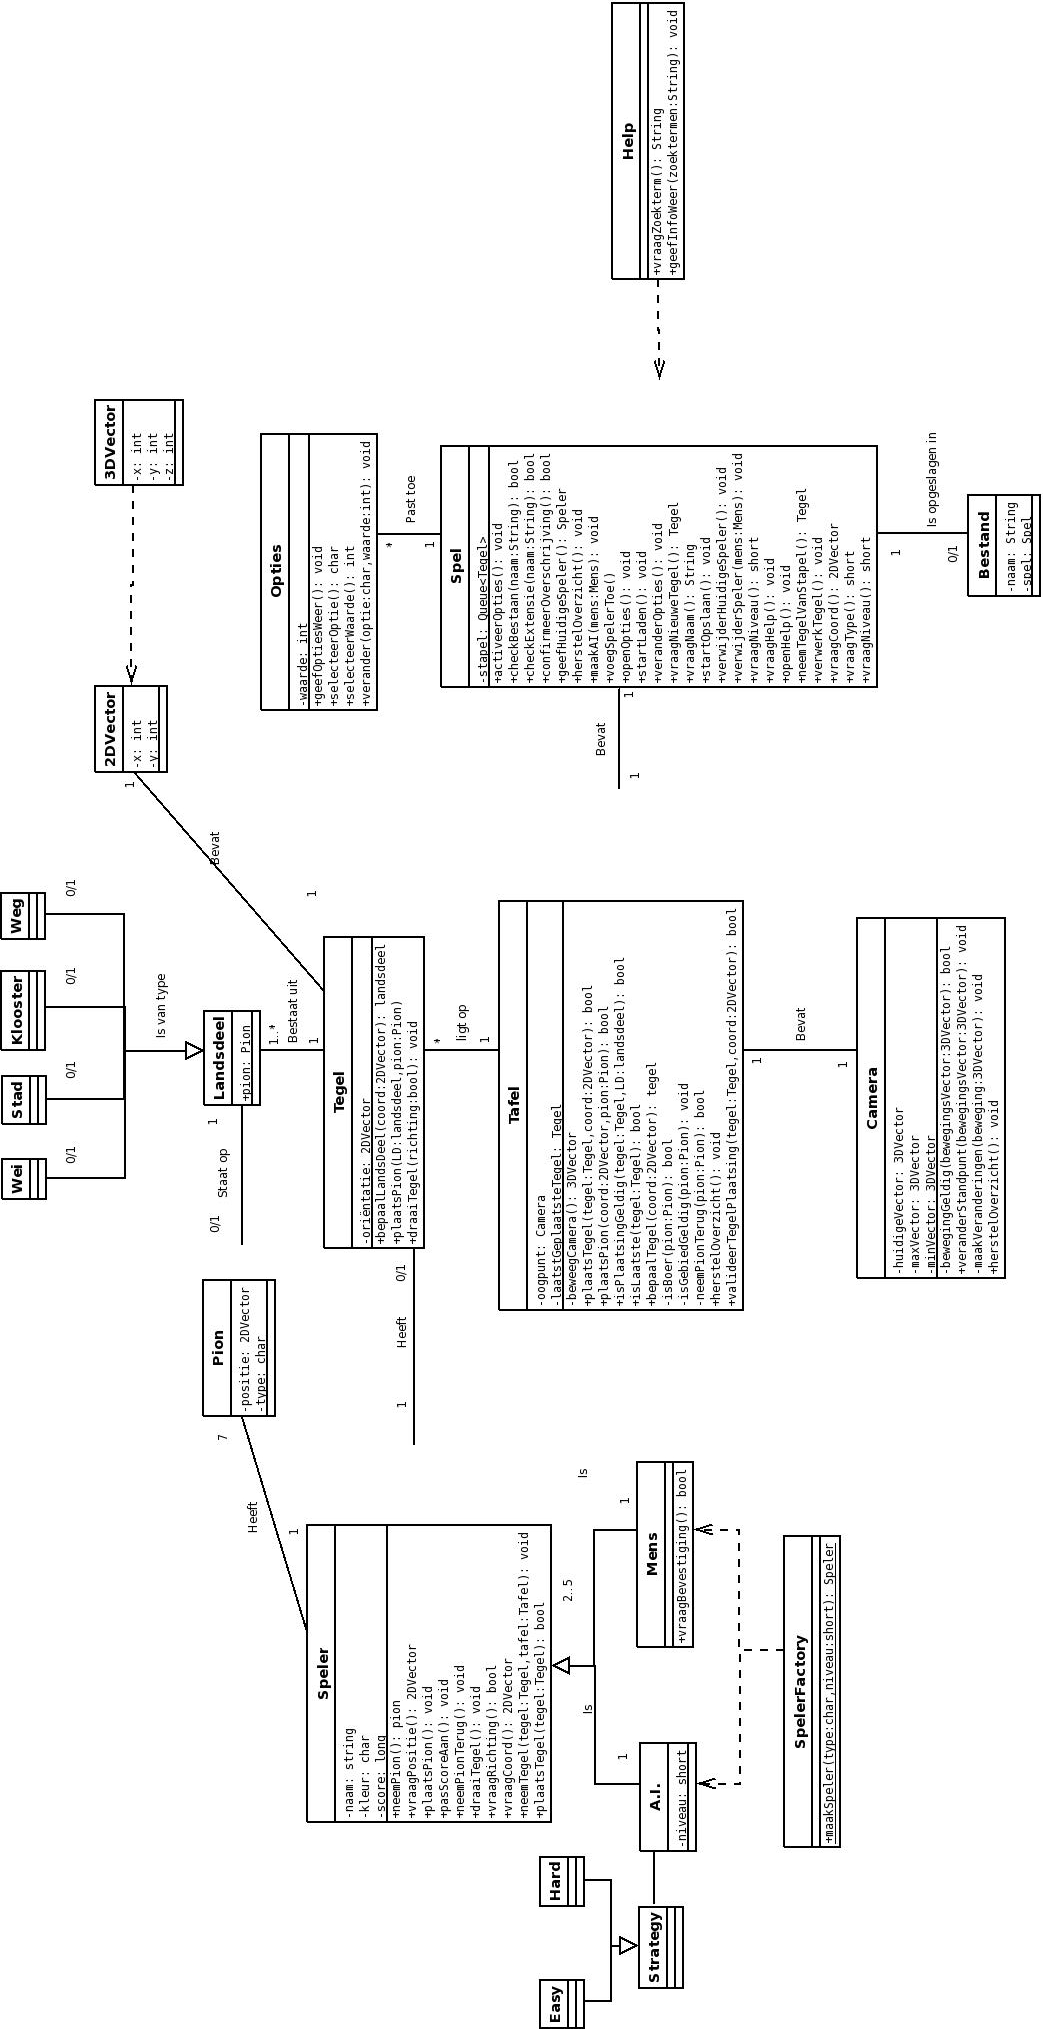 Easy
Hard
Strategy
A.I.
-niveau: short
SpelerFactory
+maakSpeler(type:char,niveau:short): Speler
Mens
+vraagBevestiging(): bool
Is
1
Is
1
2..5
Speler
-naam: string
-kleur: char
-score: long
+neemPion(): pion
+vraagPositie(): 2DVector
+plaatsPion(): void
+pasScoreAan(): void
+neemPionTerug(): void
+draaiTegel(): void
+vraagRichting(): bool
+vraagCoord(): 2DVector
+neemTegel(tegel:Tegel,tafel:Tafel): void
+plaatsTegel(tegel:Tegel): bool
1
Heeft
7
Pion
-positie: 2DVector
-type: char
1
Heeft
0/1
0/1
Staat op
1
Wei
Stad
Klooster
Weg
0/1
0/1
0/1
0/1
Is van type
Landsdeel
+pion: Pion
1..*
Bestaat uit
1
Tegel
-oriëntatie: 2DVector
+bepaalLandsDeel(coord:2DVector): landsdeel
+plaatsPion(LD:landsdeel,pion:Pion)
+draaiTegel(richting:bool): void
*
ligt op
1
Tafel
-oogpunt: Camera
-laatstGeplaatsteTegel: Tegel
-beweegCamera(): 3DVector
+plaatsTegel(tegel:Tegel,coord:2DVector): bool
+plaatsPion(coord:2DVector,pion:Pion): bool
+isPlaatsingGeldig(tegel:Tegel,LD:landsdeel): bool
+isLaatste(tegel:Tegel): bool
+bepaalTegel(coord:2DVector): tegel
-isBoer(pion:Pion): bool
-isGebiedGeldig(pion:Pion): void
-neemPionTerug(pion:Pion): bool
+herstelOverzicht(): void
+valideerTegelPlaatsing(tegel:Tegel,coord:2DVector): bool
1
Bevat
1
Camera
-huidigeVector: 3DVector
-maxVector: 3DVector
-minVector: 3DVector
-bewegingGeldig(bewegingsVector:3DVector): bool
+veranderStandpunt(bewegingsVector:3DVector): void
-maakVeranderingen(beweging:3DVector): void
+herstelOverzicht(): void
1
Bevat
1
2DVector
-x: int
-y: int
3DVector
-x: int
-y: int
-z: int
Opties
-waarde: int
+geefOptiesWeer(): void
+selecteerOptie(): char
+selecteerWaarde(): int
+verander(optie:char,waarde:int): void
*
Past toe
1
Spel
-stapel: Queue<Tegel>
+activeerOpties(): void
+checkBestaan(naam:String): bool
+checkExtensie(naam:String): bool
+confirmeerOverschrijving(): bool
+geefHuidigeSpeler(): Speler
+herstelOverzicht(): void
+maakAI(mens:Mens): void
+voegSpelerToe()
+openOpties(): void
+startLaden(): void
+veranderOpties(): void
+vraagNieuweTegel(): Tegel
+vraagNaam(): String
+startOpslaan(): void
+verwijderHuidigeSpeler(): void
+verwijderSpeler(mens:Mens): void
+vraagNiveau(): short
+vraagHelp(): void
+openHelp(): void
+neemTegelVanStapel(): Tegel
+verwerkTegel(): void
+vraagCoord(): 2DVector
+vraagType(): short
+vraagNiveau(): short
1
Bevat
1
1
Is opgeslagen in
0/1
Bestand
-naam: String
-spel: Spel
Help
+vraagZoekterm(): String
+geefInfoWeer(zoektermen:String): void